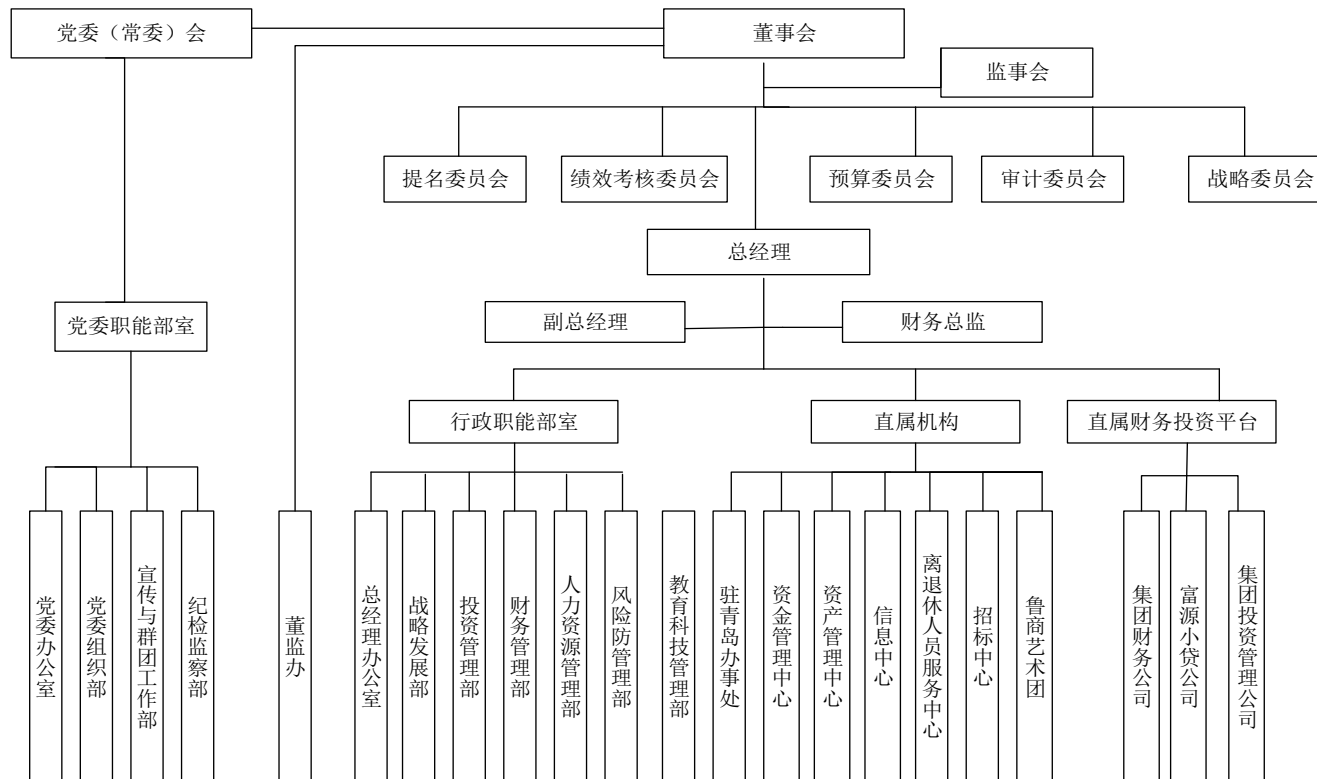 党委（常委）会
董事会
监事会
提名委员会
绩效考核委员会
预算委员会
审计委员会
战略委员会
总经理
副总经理
财务总监
党委职能部室
行政职能部室
直属机构
直属财务投资平台
党委办公室
党委组织部
宣传与群团工作部
纪检监察部
董监办
总经理办公室
战略发展部
投资管理部
财务管理部
人力资源管理部
风险防管理部
教育科技管理部
驻青岛办事处
资金管理中心
资产管理中心
信息中心
离退休人员服务中心
招标中心
鲁商艺术团
集团财务公司
富源小贷公司
集团投资管理公司